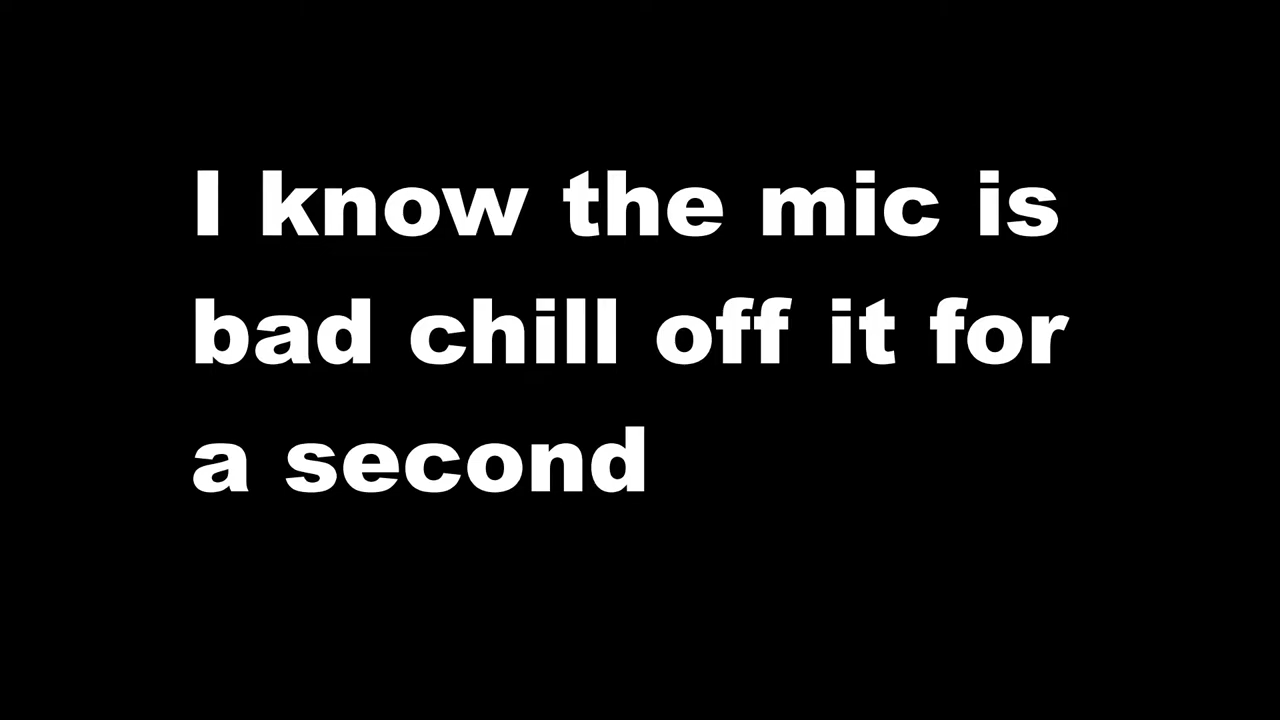 I know the mic is
bad chill off it for
a second